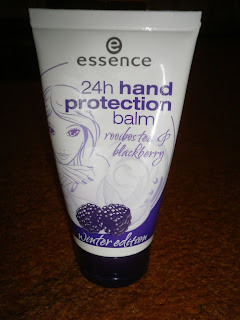 e
essence
24h hand
protection
balm
rooibos tea &
blackberry
winter edition